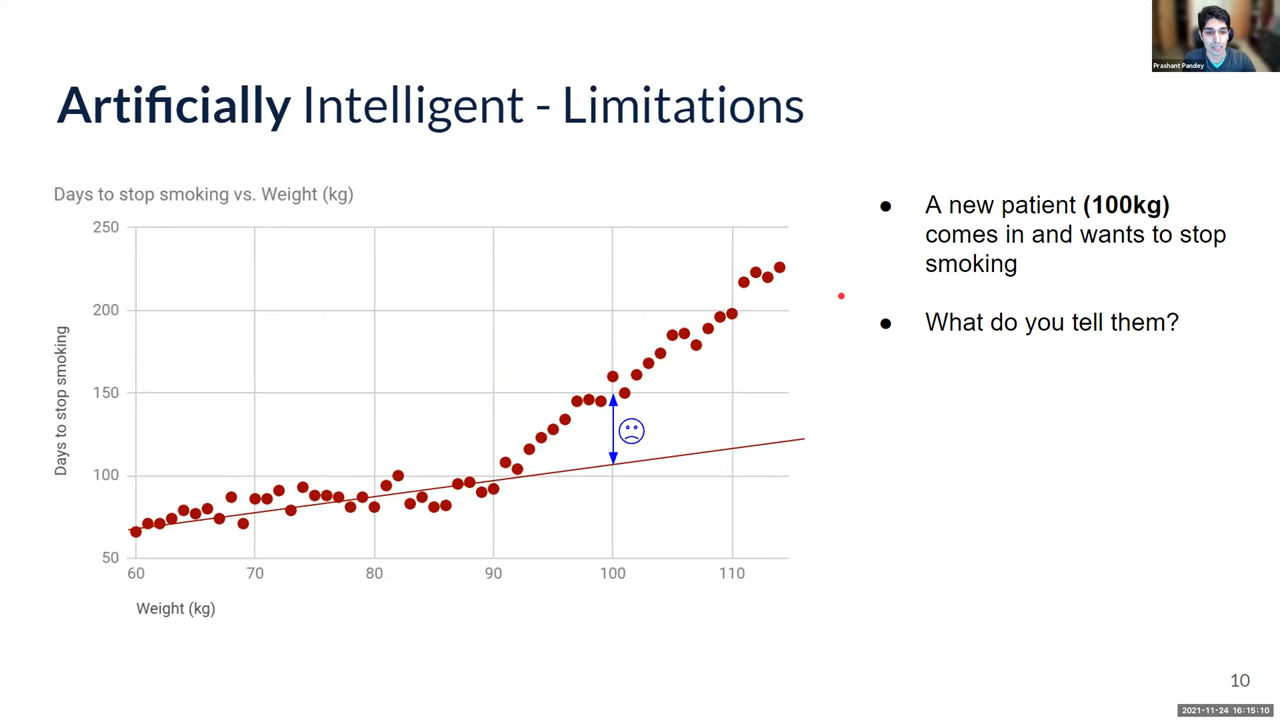 Prashant Pandey
Artificially Intelligent - Limitations
Days to stop smoking vs. Weight (kg)
250
200
150
100
50
Days to stop smoking
60 70 80 90 100 110
Weight (kg)
● A new patient (100kg)
comes in and wants to stop
smoking
● What do you tell them?
10
2021-11-24 16:15:10